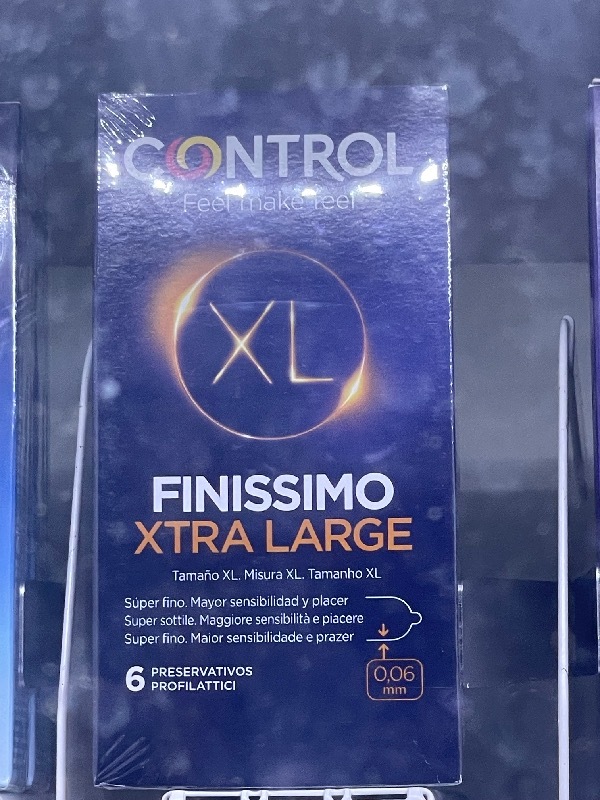 CONTROL
Feel make feel
XL
FINISSIMO
XTRA LARGE
Tamaño XL. Misura XL. Tamanho XL
Súper fino. Mayor sensibilidad y placer
Super sottile. Maggiore sensibilità e piacere
Super fino. Maior sensibilidade e prazer
6 PRESERVATIVOS
PROFILATTICI
0,06
mm